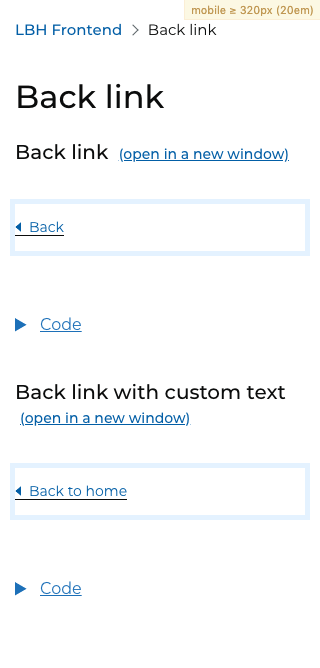 mobile ≥ 320px (20em)
LBH Frontend > Back link
Back link
Back link (open in a new window)
Back
Code
Back link with custom text
(open in a new window)
Back to home
Code